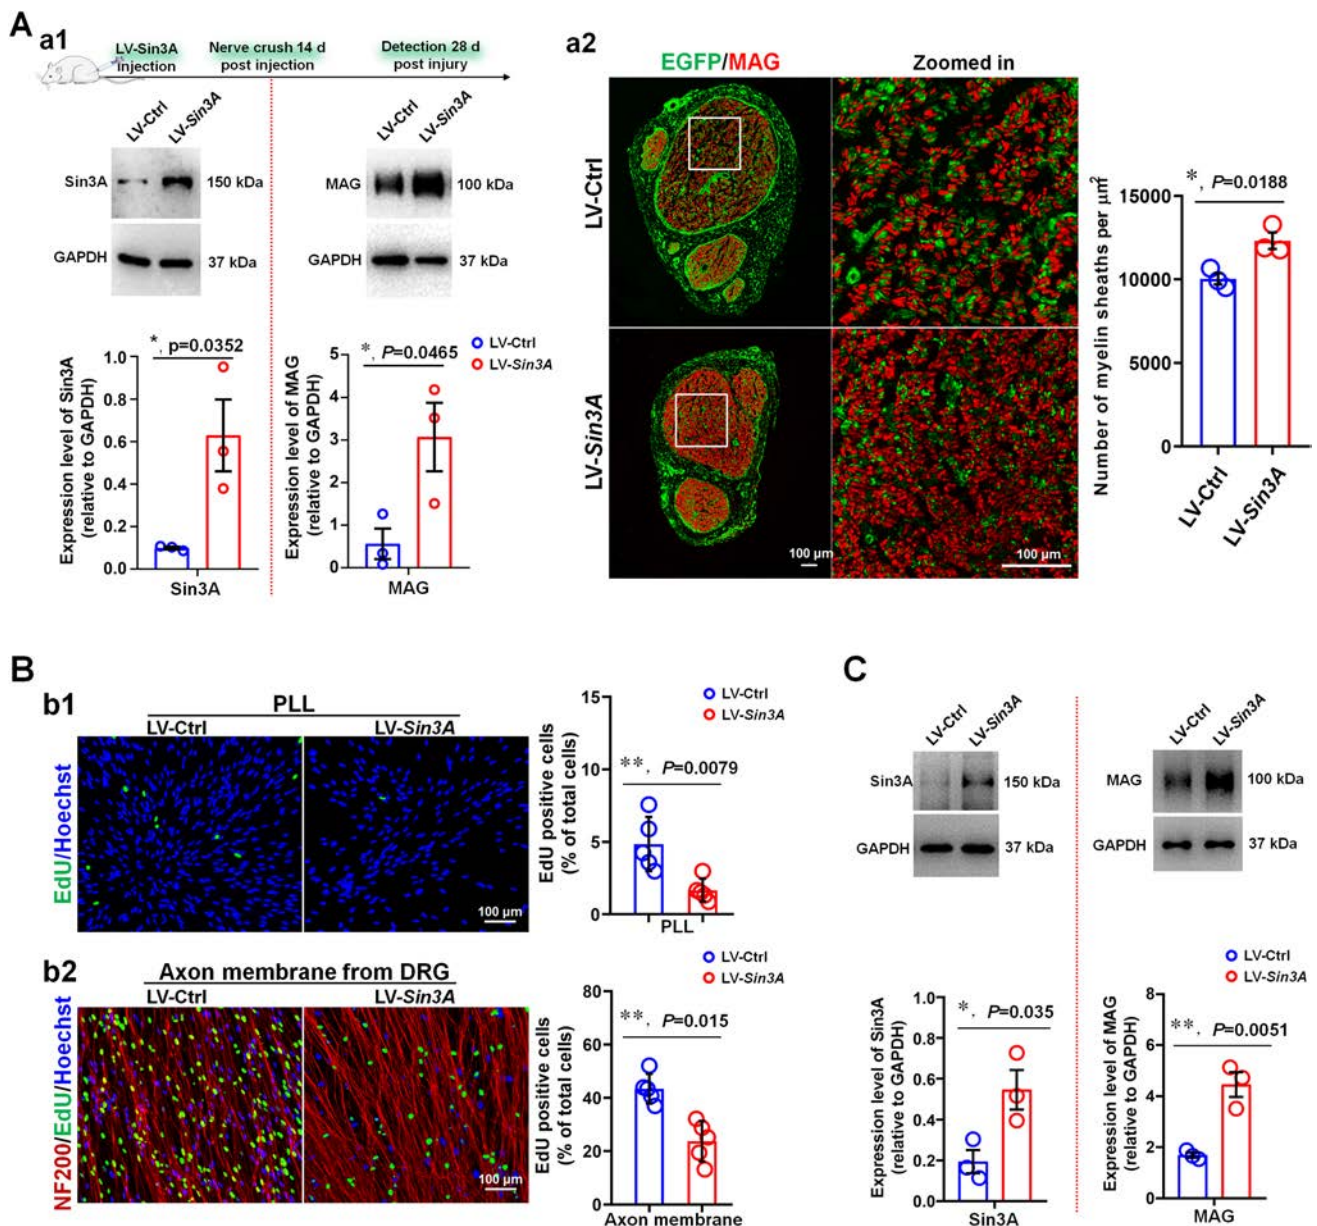 A
a1
LV-Sin3A
injection
Nerve crush 14 d
post injection
Detection 28 d
post injury
LV-Ctrl
LV-Sin3A
Sin3A
150 kDa
GAPDH
37 kDa
LV-Ctrl
LV-Sin3A
MAG
100 kDa
GAPDH
37 kDa
*, p=0.0352
1.0
0.8
0.6
0.4
0.2
0.0
Expression level of Sin3A
(relative to GAPDH)
Sin3A
*, P=0.0465
5
4
3
2
1
0
Expression level of MAG
(relative to GAPDH)
MAG
LV-Ctrl
LV-Sin3A
a2
EGFP/MAG
Zoomed in
LV-Ctrl
LV-Sin3A
100 µm
100 µm
*, P=0.0188
15000
10000
5000
0
Number of myelin sheaths per µm²
LV-Ctrl
LV-Sin3A
B
b1
PLL
LV-Ctrl
LV-Sin3A
EdU/Hoechst
100 µm
LV-Ctrl
LV-Sin3A
**, P=0.0079
15
10
5
0
EdU positive cells
(% of total cells)
PLL
b2
Axon membrane from DRG
LV-Ctrl
LV-Sin3A
NF200/EdU/Hoechst
100 µm
LV-Ctrl
LV-Sin3A
**, P=0.015
80
60
40
20
0
EdU positive cells
(% of total cells)
Axon membrane
C
LV-Ctrl
LV-Sin3A
Sin3A
150 kDa
GAPDH
37 kDa
LV-Ctrl
LV-Sin3A
MAG
100 kDa
GAPDH
37 kDa
LV-Ctrl
LV-Sin3A
*, P=0.035
1.0
0.8
0.6
0.4
0.2
0.0
Expression level of Sin3A
(relative to GAPDH)
Sin3A
LV-Ctrl
LV-Sin3A
**, P=0.0051
8
6
4
2
0
Expression level of MAG
(relative to GAPDH)
MAG